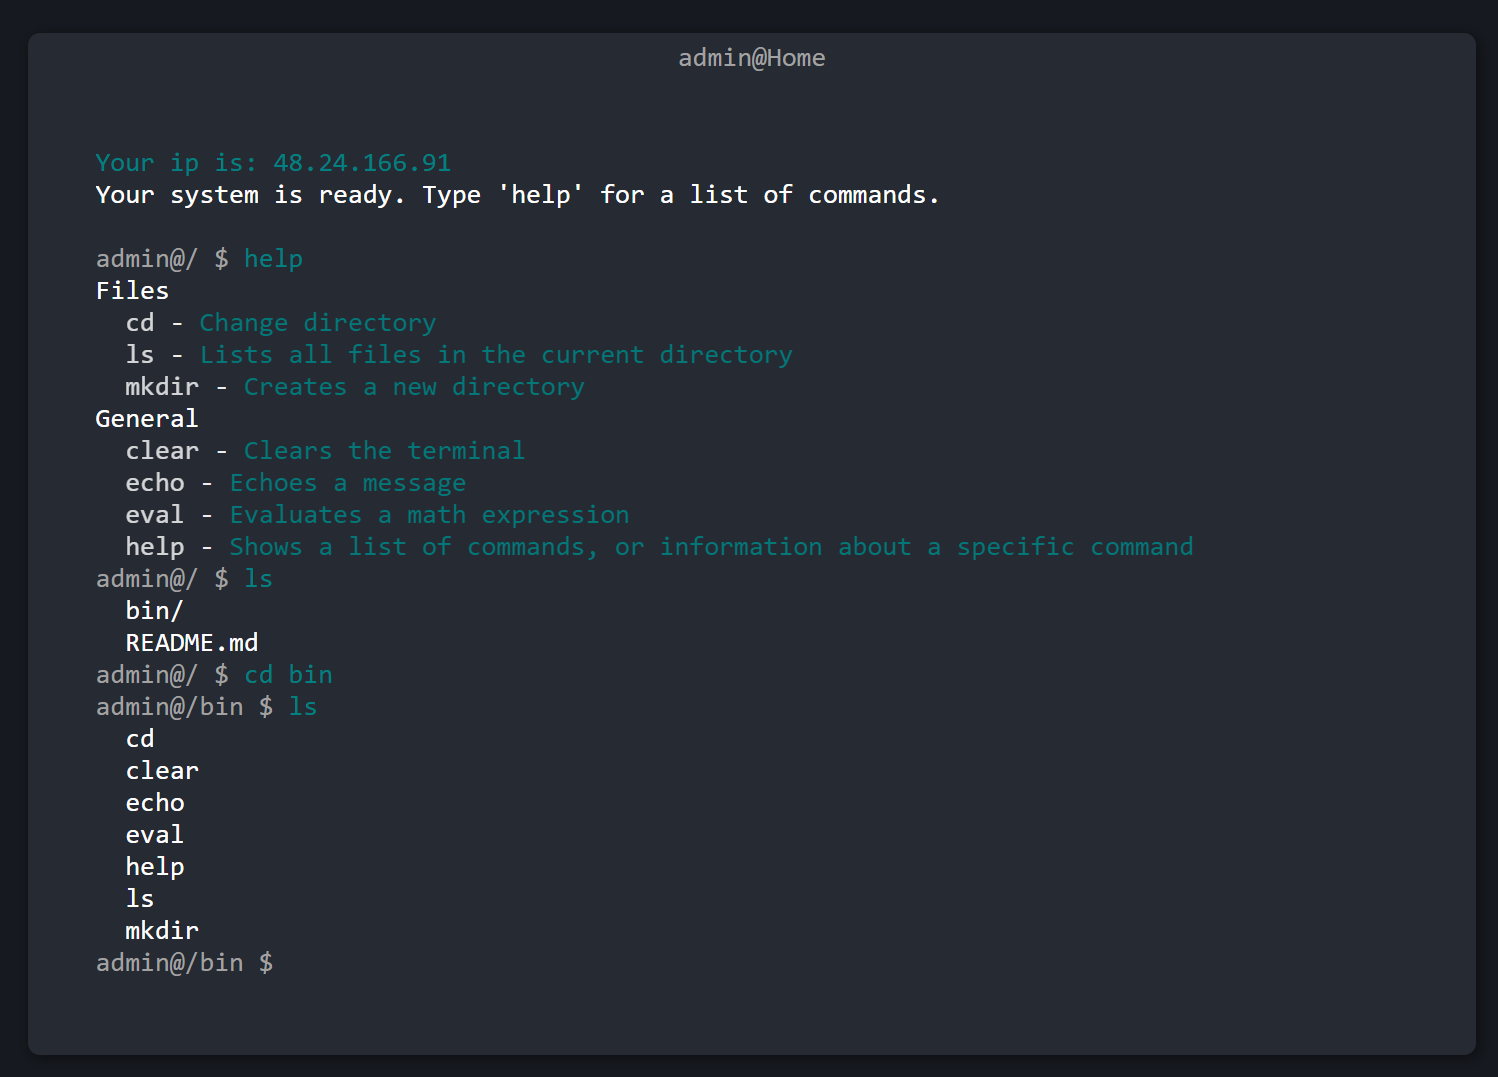 admin@Home
Your ip is: 48.24.166.91
Your system is ready. Type 'help' for a list of commands.
admin@/ $ help
Files
  cd - Change directory
  ls - Lists all files in the current directory
  mkdir - Creates a new directory
General
  clear - Clears the terminal
  echo - Echoes a message
  eval - Evaluates a math expression
  help - Shows a list of commands, or information about a specific command
admin@/ $ ls
  bin/
  README.md
admin@/ $ cd bin
admin@/bin $ ls
  cd
  clear
  echo
  eval
  help
  ls
  mkdir
admin@/bin $